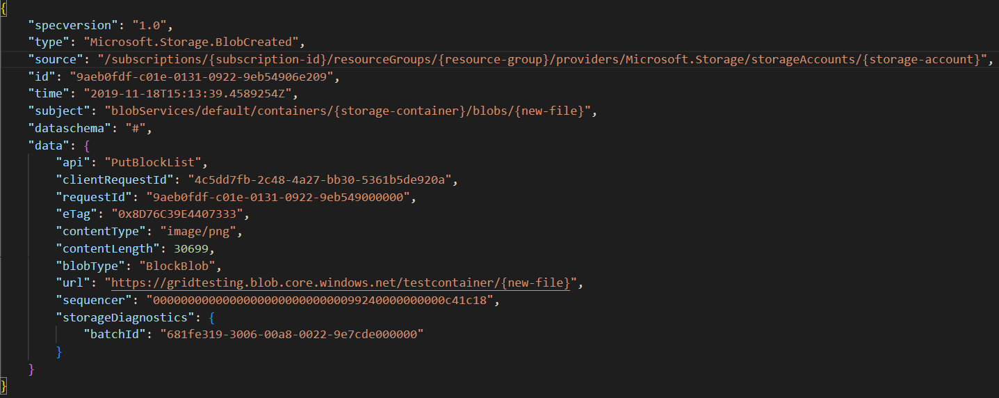 {
"specversion": "1.0",
"type": "Microsoft.Storage.BlobCreated",
"source": "/subscriptions/{subscription-id}/resourceGroups/{resource-group}/providers/Microsoft.Storage/storageAccounts/{storage-account}",
"id": "9aeb0fdf-c01e-0131-0922-9eb54906e209",
"time": "2019-11-18T15:13:39.4589254Z",
"subject": "blobServices/default/containers/{storage-container}/blobs/{new-file}",
"dataschema": "#",
"data": {
"api": "PutBlockList",
"clientRequestId": "4c5dd7fb-2c48-4a27-bb30-5361b5de920a",
"requestId": "9aeb0fdf-c01e-0131-0922-9eb549000000",
"eTag": "0x8D76C39E4407333",
"contentType": "image/png",
"contentLength": 30699,
"blobType": "BlockBlob",
"url": "https://gridtesting.blob.core.windows.net/testcontainer/{new-file}",
"sequencer": "000000000000000000000000000099240000000000c41c18",
"storageDiagnostics": {
"batchId": "681fe319-3006-00a8-0022-9e7cde000000"
}
}
}